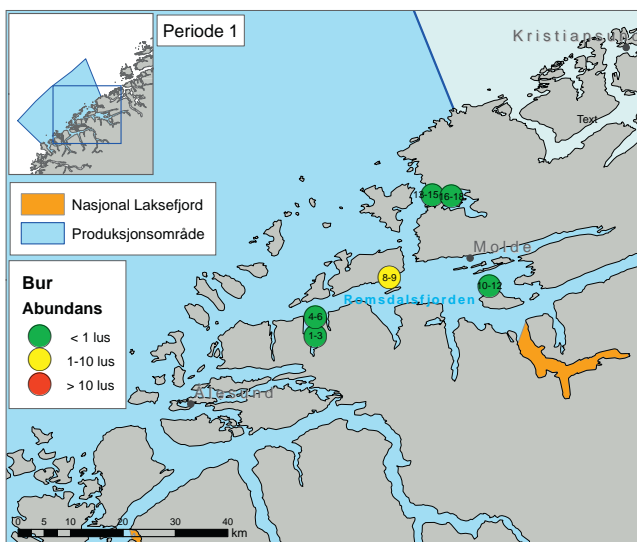 Periode 1
Kristiansund
Text
Nasjonal Laksefjord
Produksjonsområde
13-15
16-18
Molde
Bur
Abundans
< 1 lus
1-10 lus
> 10 lus
8-9
10-12
Romsdalsfjorden
4-6
1-3
Ålesund
0 5 10 20 30 40
km